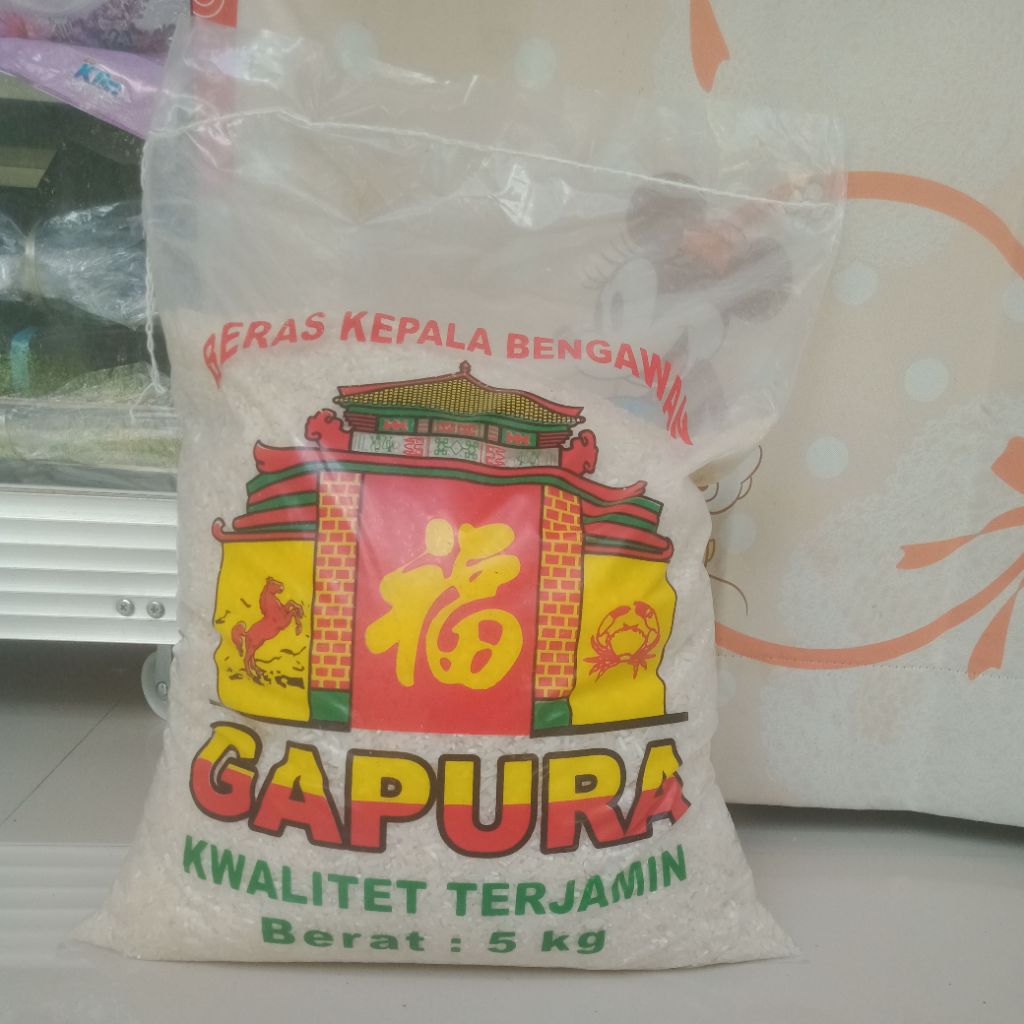 BERAS KEPALA BENGAWAN
福
GAPURA
KWALITET TERJAMIN
Berat : 5 kg